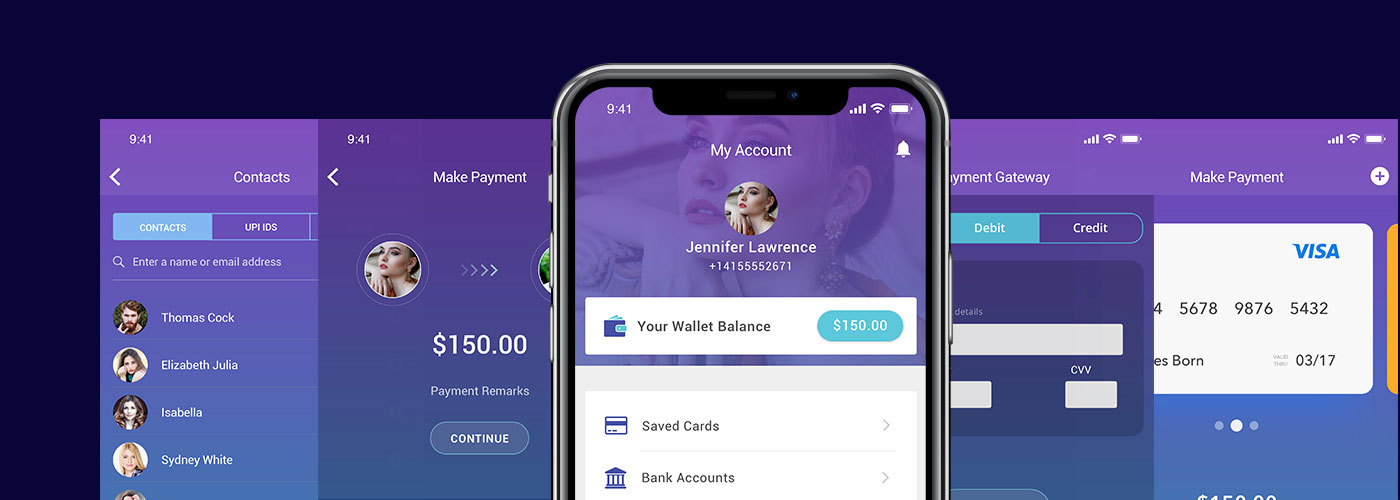 9:41
Contacts
CONTACTS
UPI IDS
Enter a name or email address
Thomas Cock
Elizabeth Julia
Isabella
Sydney White
9:41
Make Payment
$150.00
Payment Remarks
CONTINUE
9:41
My Account
Jennifer Lawrence
+14155552671
Your Wallet Balance
$150.00
Saved Cards
Bank Accounts
yment Gateway
Debit
Credit
details
CVV
Make Payment
VISA
4 5678 9876 5432
es Born
VALID
THRU
03/17
$150.00